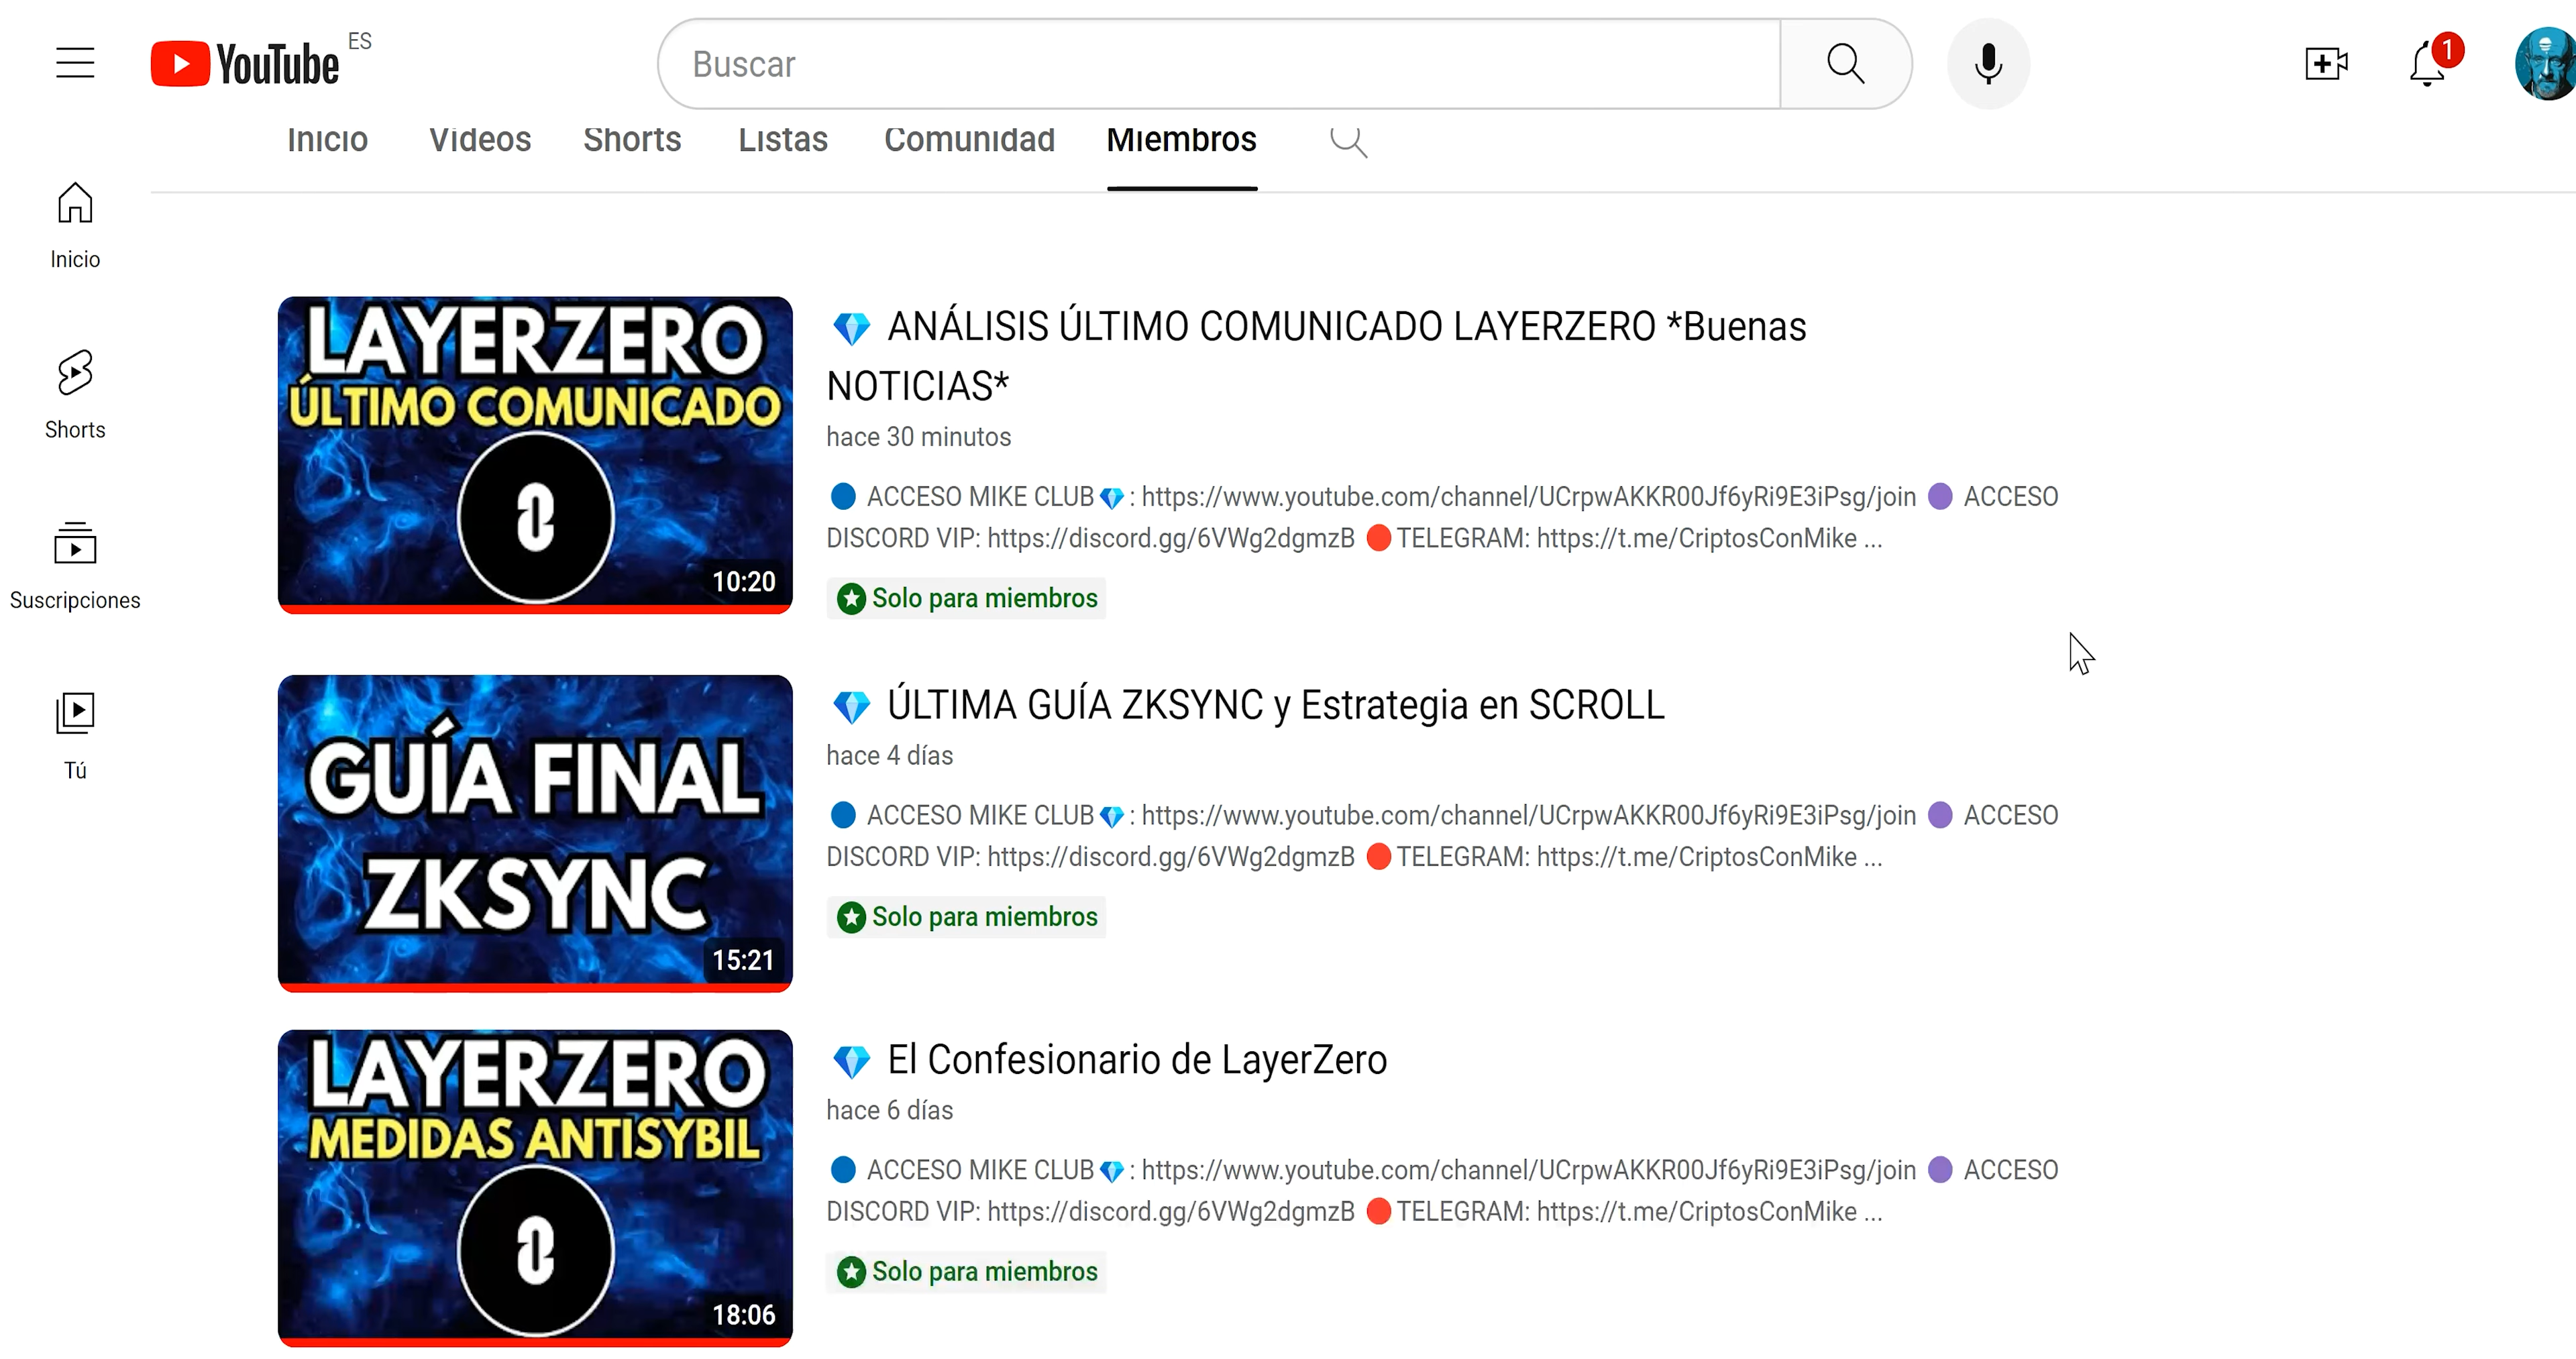 YouTube ES
Buscar
1
Inicio Vídeos Shorts Listas Comunidad Miembros
Inicio
Shorts
Suscripciones
Tú
LAYERZERO
ÚLTIMO COMUNICADO
10:20
💎 ANÁLISIS ÚLTIMO COMUNICADO LAYERZERO *Buenas
NOTICIAS*
hace 30 minutos
🔵 ACCESO MIKE CLUB💎: https://www.youtube.com/channel/UCrpwAKKR00Jf6yRi9E3iPsg/join 🟣 ACCESO
DISCORD VIP: https://discord.gg/6VWg2dgmzB 🔴TELEGRAM: https://t.me/CriptosConMike ...
Solo para miembros
GUÍA FINAL
ZKSYNC
15:21
💎 ÚLTIMA GUÍA ZKSYNC y Estrategia en SCROLL
hace 4 días
🔵 ACCESO MIKE CLUB💎: https://www.youtube.com/channel/UCrpwAKKR00Jf6yRi9E3iPsg/join 🟣 ACCESO
DISCORD VIP: https://discord.gg/6VWg2dgmzB 🔴TELEGRAM: https://t.me/CriptosConMike ...
Solo para miembros
LAYERZERO
MEDIDAS ANTISYBIL
18:06
💎 El Confesionario de LayerZero
hace 6 días
🔵 ACCESO MIKE CLUB💎: https://www.youtube.com/channel/UCrpwAKKR00Jf6yRi9E3iPsg/join 🟣 ACCESO
DISCORD VIP: https://discord.gg/6VWg2dgmzB 🔴TELEGRAM: https://t.me/CriptosConMike ...
Solo para miembros